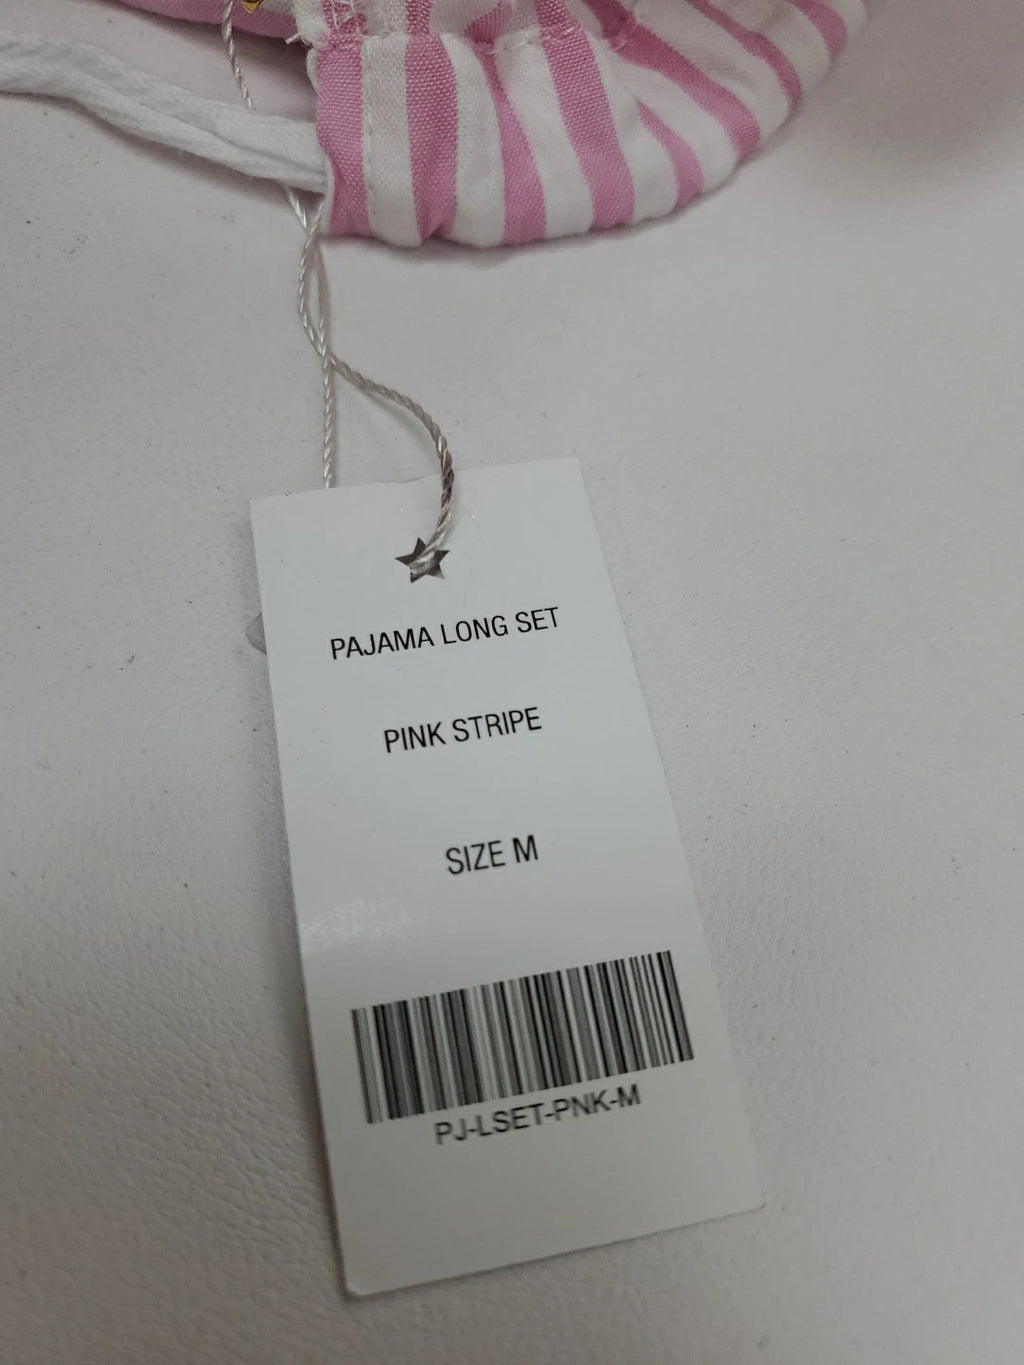 PAJAMA LONG SET
PINK STRIPE
SIZE M
PJ-LSET-PNK-M